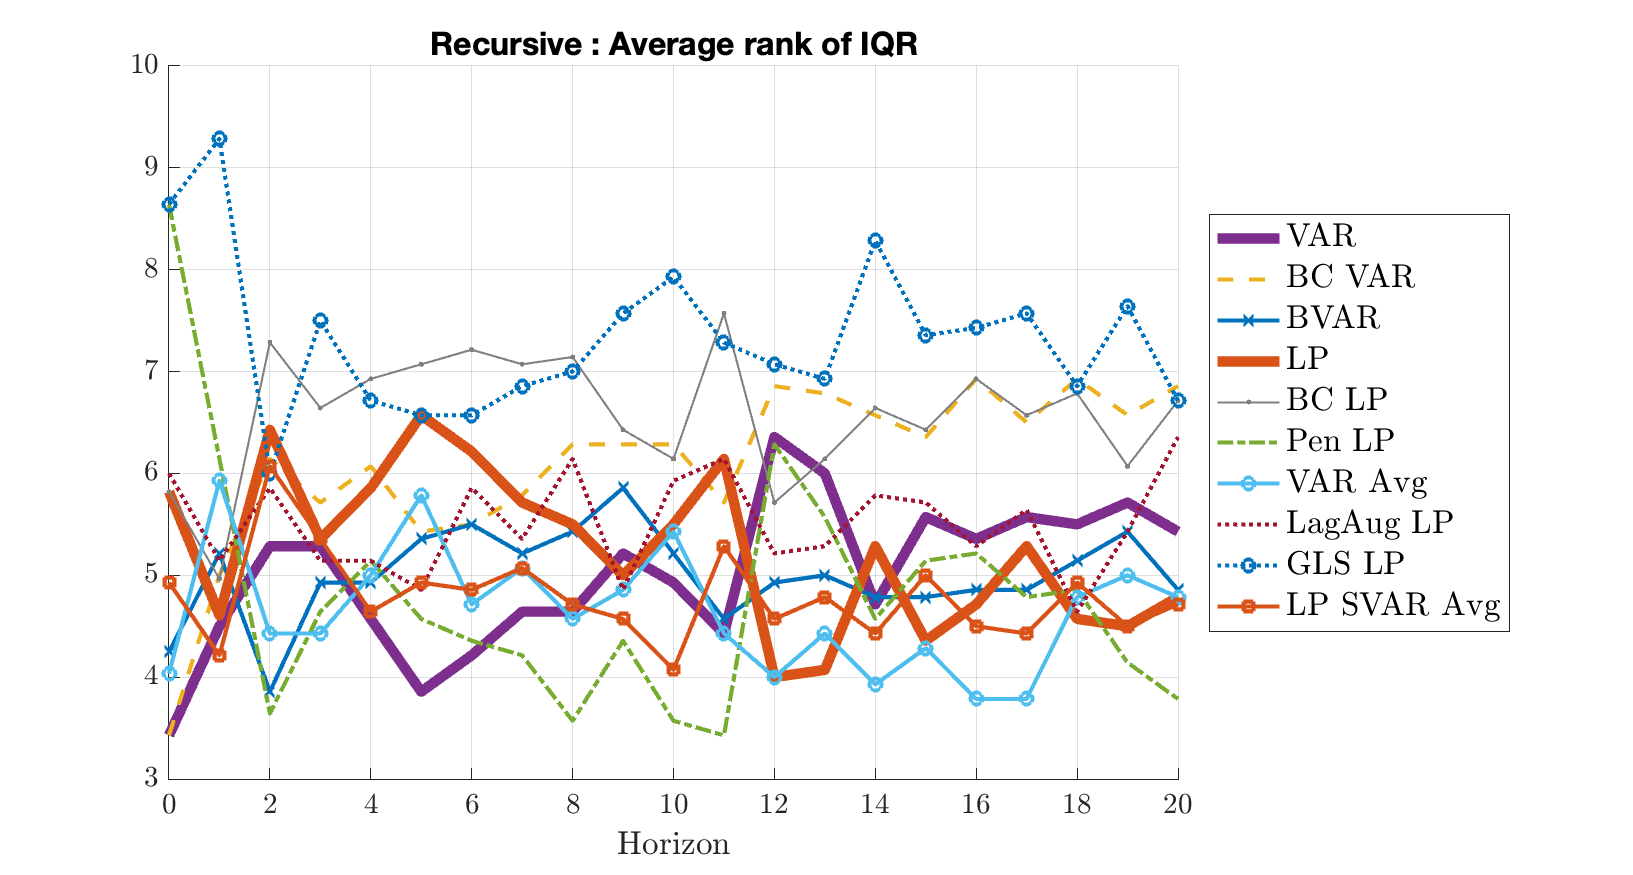 Recursive : Average rank of IQR
10
9
8
7
6
5
4
3
0 2 4 6 8 10 12 14 16 18 20
Horizon
VAR
BC VAR
BVAR
LP
BC LP
Pen LP
VAR Avg
LagAug LP
GLS LP
LP SVAR Avg